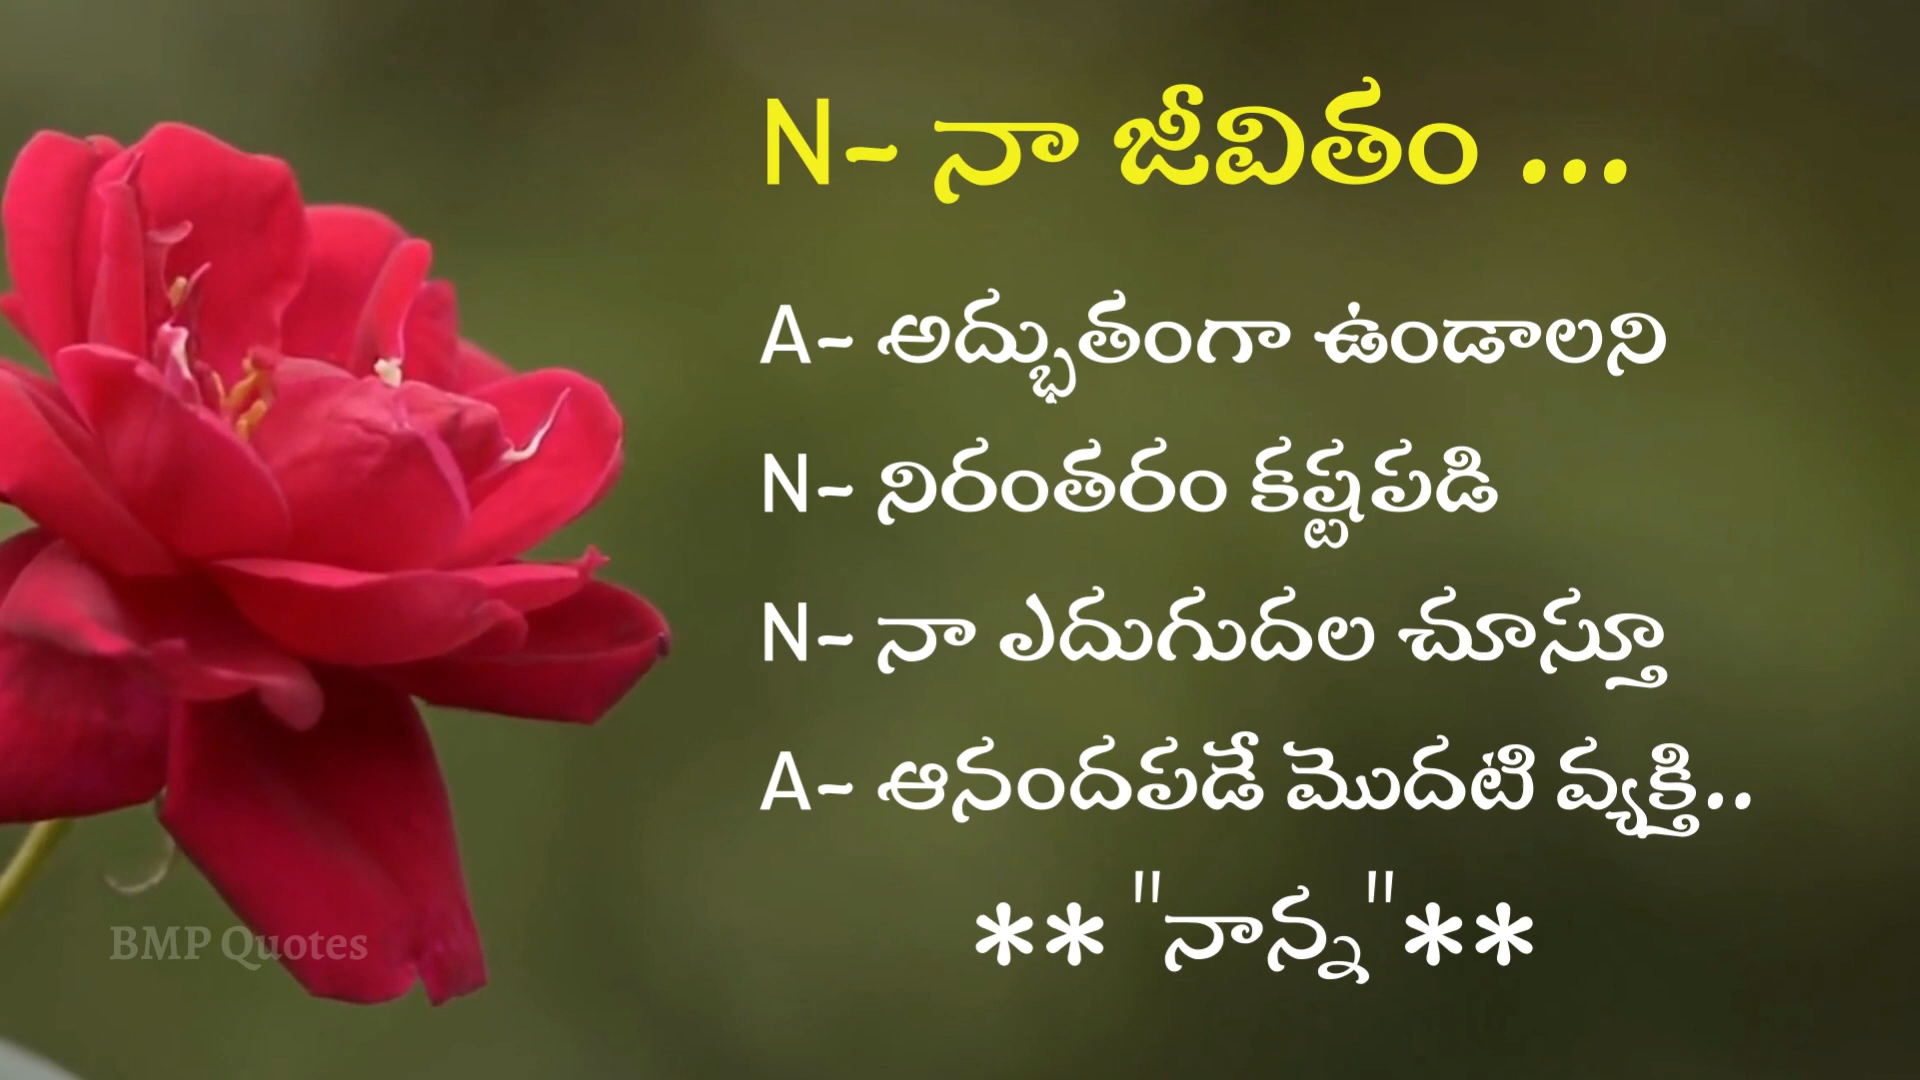 N- నా జీవితం ...
A- అద్భుతంగా ఉండాలని
N- నిరంతరం కష్టపడి
N- నా ఎదుగుదల చూస్తూ
A- ఆనందపడే మొదటి వ్యక్తి..
** "నాన్న"**
BMP Quotes